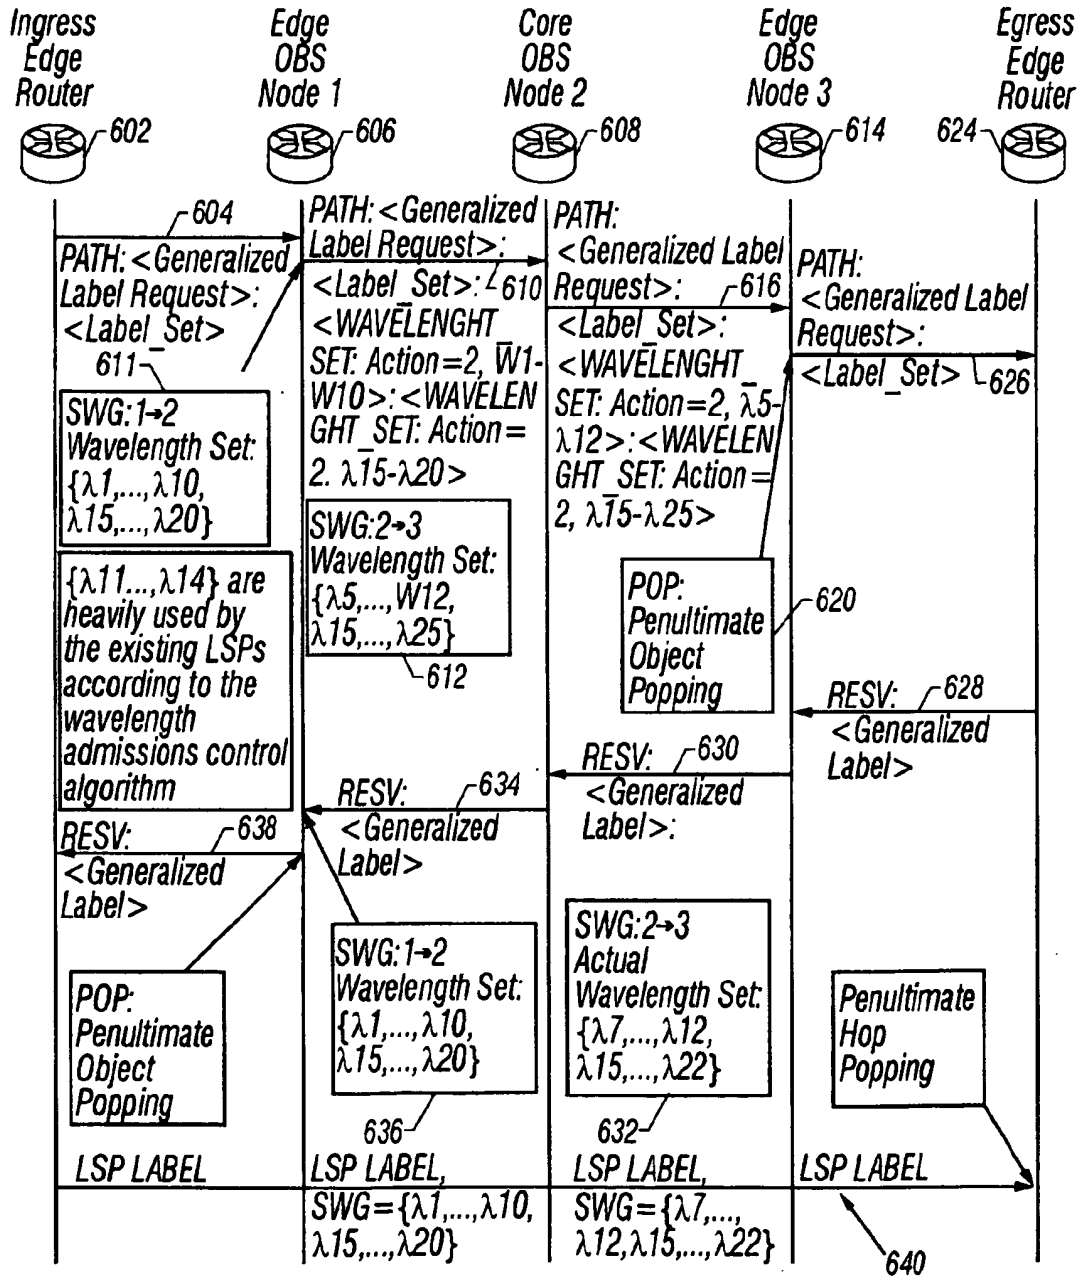 Ingress
Edge
Router
Edge
OBS
Node 1
Core
OBS
Node 2
Edge
OBS
Node 3
Egress
Edge
Router
602
606
608
614
624
604
PATH: <Generalized
Label Request>:
<Label_Set>
611
SWG:1→2
Wavelength Set:
{λ1,...,λ10,
λ15,...,λ20}
{λ11...,λ14} are
heavily used by
the existing LSPs
according to the
wavelength
admissions control
algorithm
PATH: <Generalized
Label Request>:
<Label_Set>:
610
<WAVELENGHT_
SET: Action=2, W1-
W10>:<WAVELEN
GHT_SET: Action=
2. λ15-λ20>
SWG:2→3
Wavelength Set:
{λ5,...,W12,
λ15,...,λ25}
612
PATH:
<Generalized Label
Request>:
616
<Label_Set>:
<WAVELENGHT_
SET: Action=2, λ5-
λ12>:<WAVELEN
GHT_SET: Action=
2, λ15-λ25>
POP:
Penultimate
Object
Popping
620
PATH:
<Generalized Label
Request>:
<Label_Set>
626
RESV:
628
<Generalized
Label>
RESV:
630
<Generalized
Label>:
RESV:
634
<Generalized
Label>
RESV:
638
<Generalized
Label>
POP:
Penultimate
Object
Popping
SWG:1→2
Wavelength Set:
{λ1,...,λ10,
λ15,...,λ20}
636
SWG:2→3
Actual
Wavelength Set:
{λ7,...,λ12,
λ15,...,λ22}
632
Penultimate
Hop
Popping
LSP LABEL
LSP LABEL,
SWG={λ1,...,λ10,
λ15,...,λ20}
LSP LABEL,
SWG={λ7,...,
λ12,λ15,...,λ22}
LSP LABEL
640